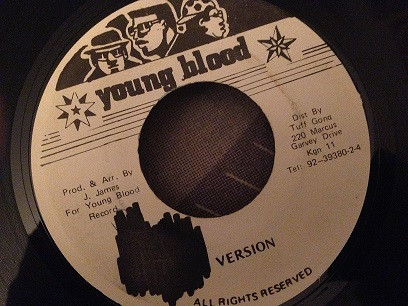 young blood
Prod. & Arr. By
J. James
For Young Blood
Record
Dist By
Tuff Gong
220 Marcus
Garvey Drive
Kgn 11
Tel: 92-39380-2-4
VERSION
ALL RIGHTS RESERVED